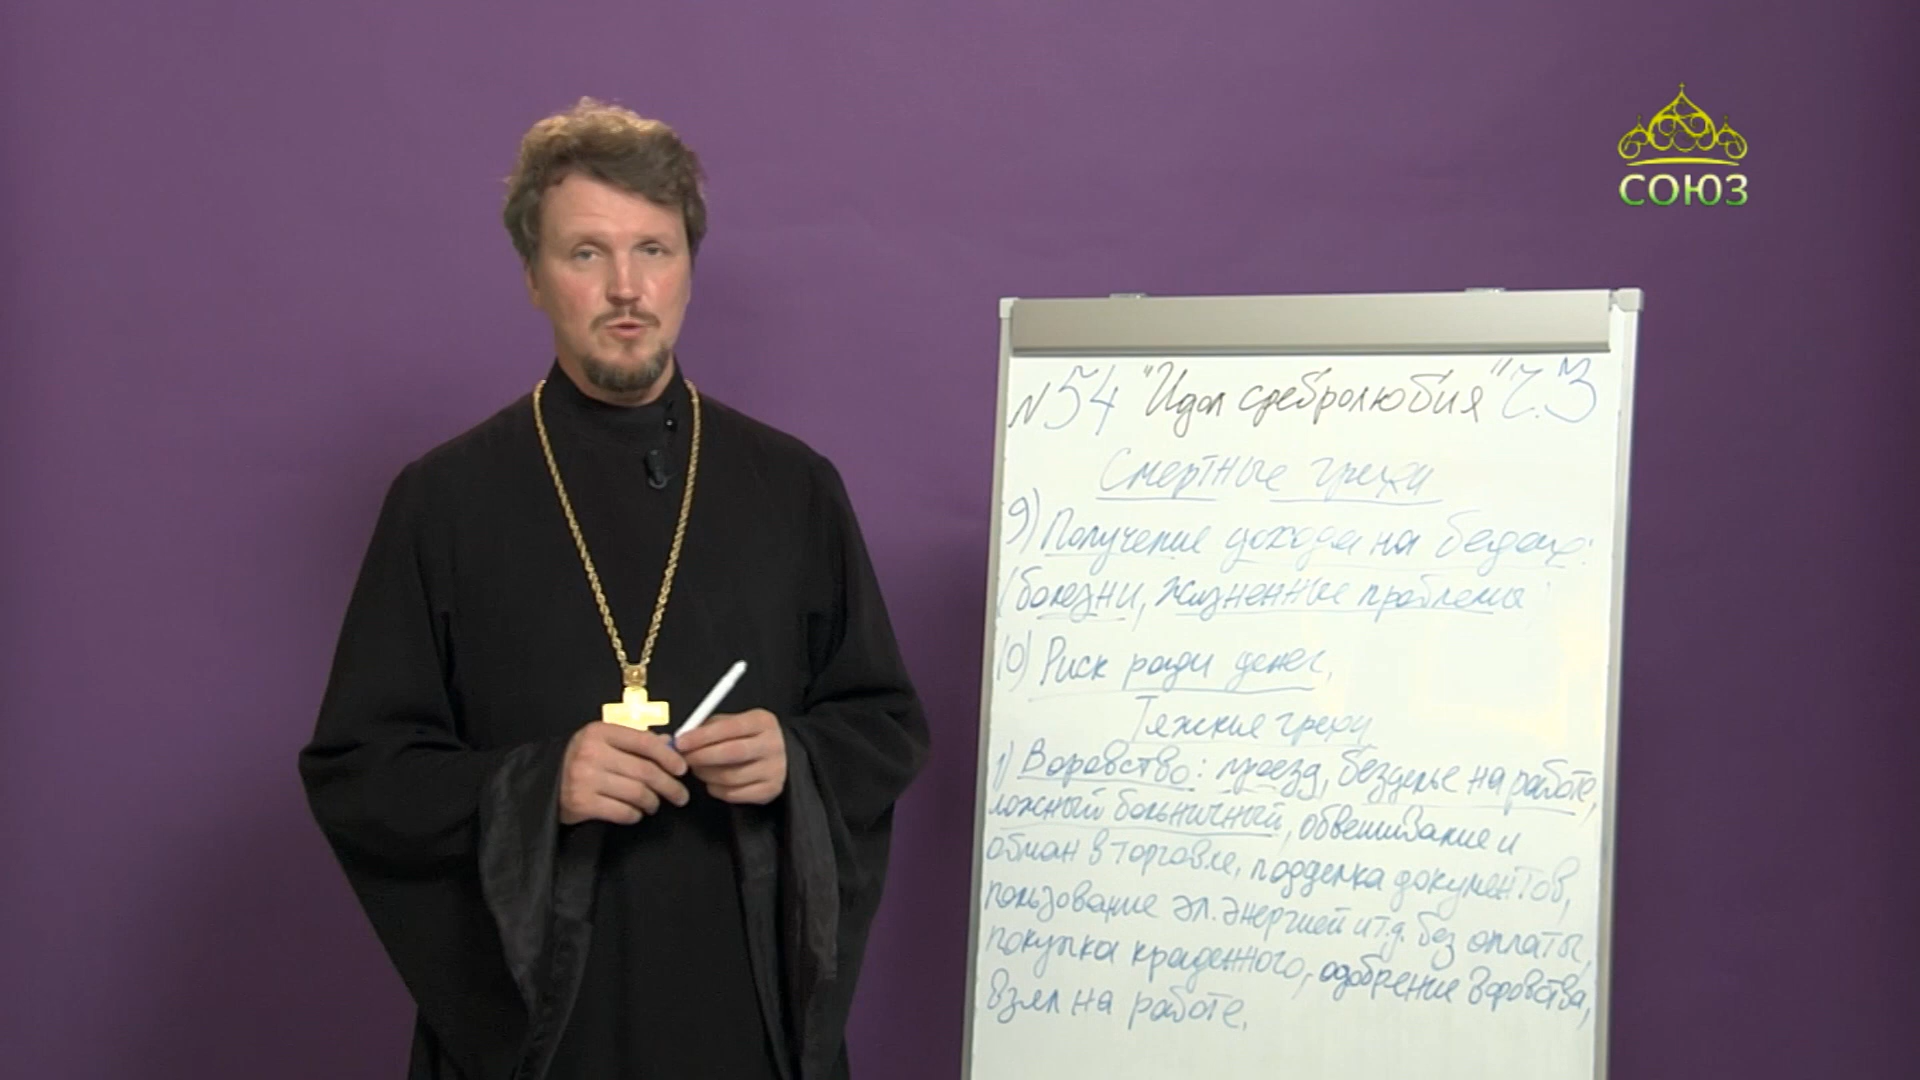 СОЮЗ
№54 "Идол сребролюбия" Ч.3
Смертные грехи
9) Получение дохода на бедах:
(болезни, жизненные проблемы
10) Риск ради денег.
Тяжкие грехи
1) Воровство: проезд, безделье на работе,
ложный больничный, обвешивание и
обман в торговле, подделка документов,
пользование эл. энергией и т.д. без оплаты,
покупка краденного, одобрение воровства,
взял на работе.